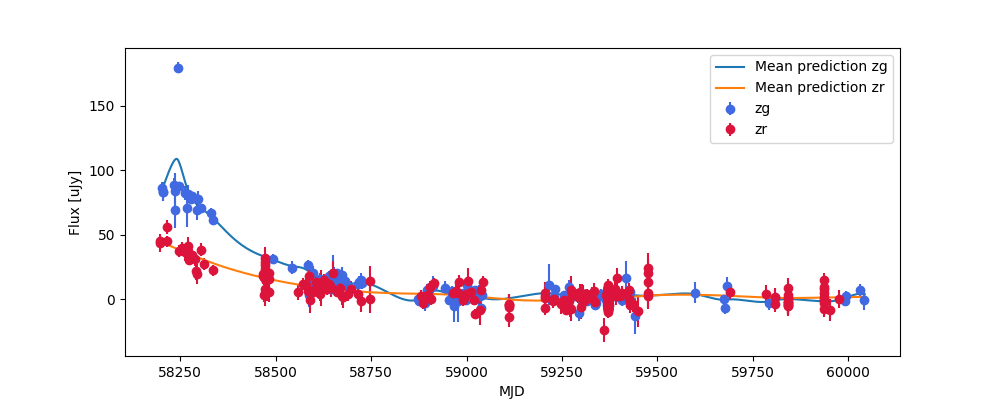 Mean prediction zg
Mean prediction zr
zg
zr
150
100
50
0
Flux [uJy]
58250 58500 58750 59000 59250 59500 59750 60000
MJD